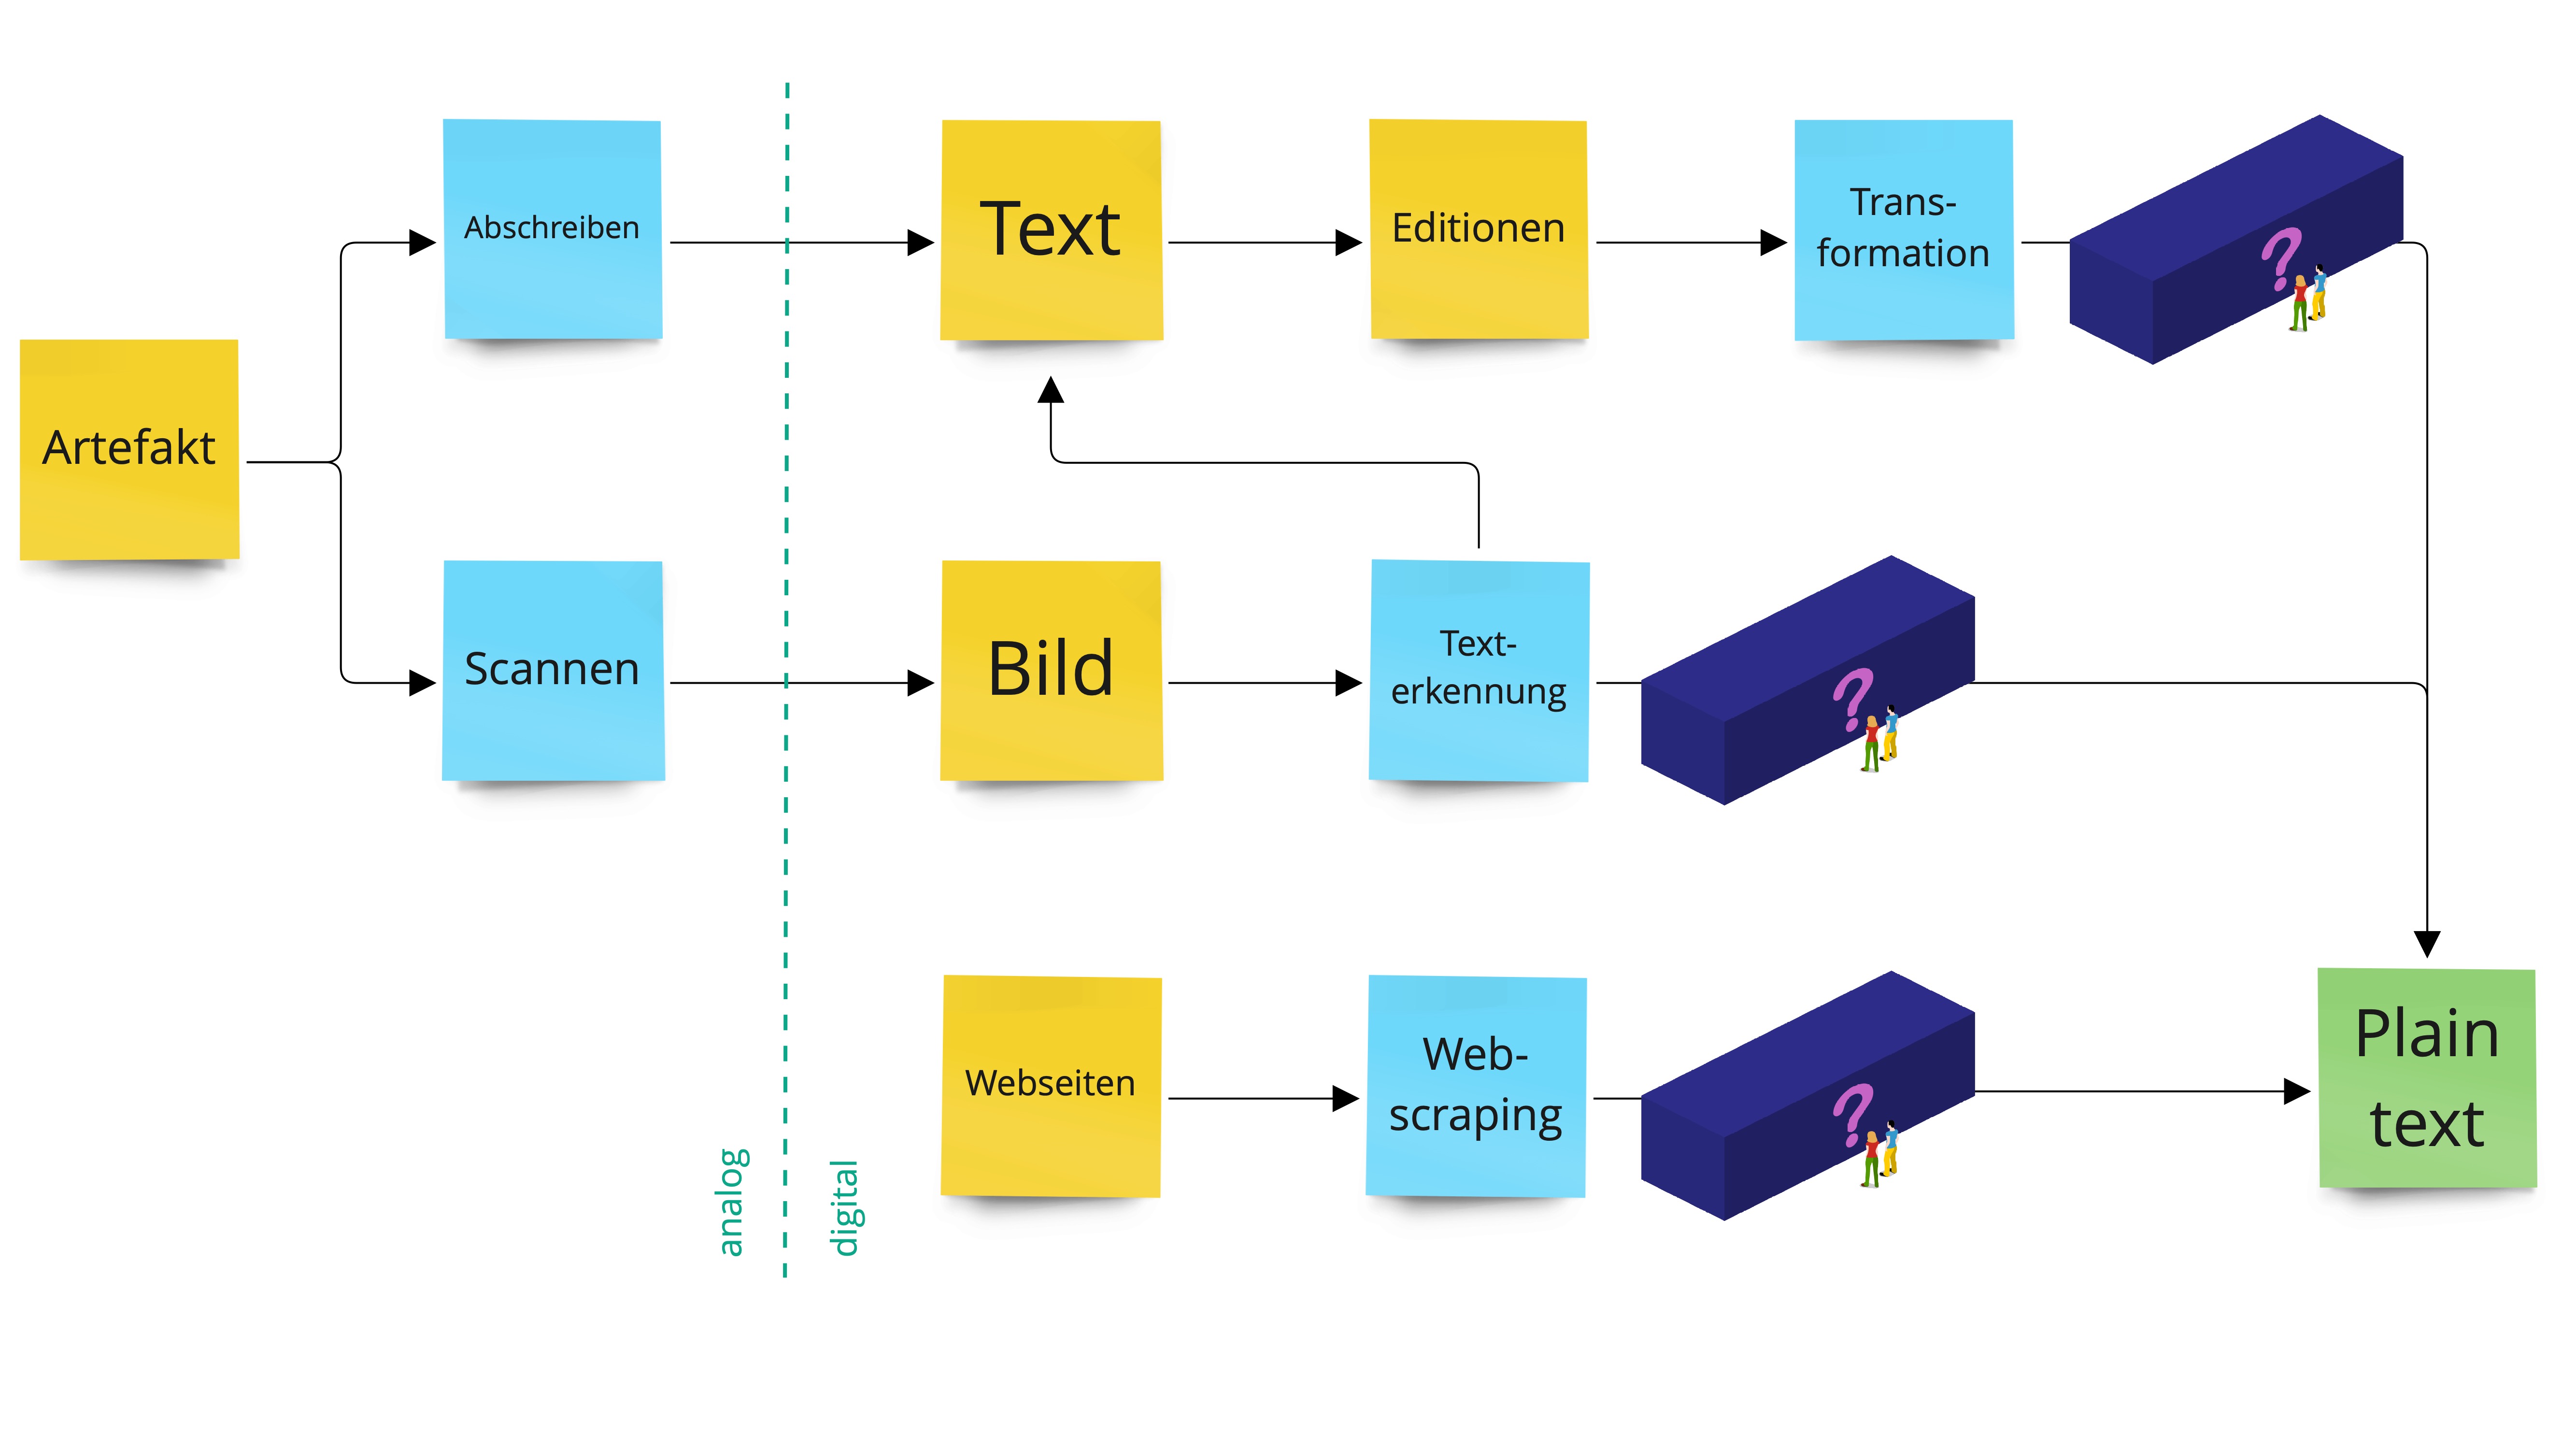 Artefakt
Abschreiben
Scannen
Text
Editionen
Trans-
formation
?
Bild
Text-
erkennung
?
Webseiten
Web-
scraping
?
Plain
text
analog
digital